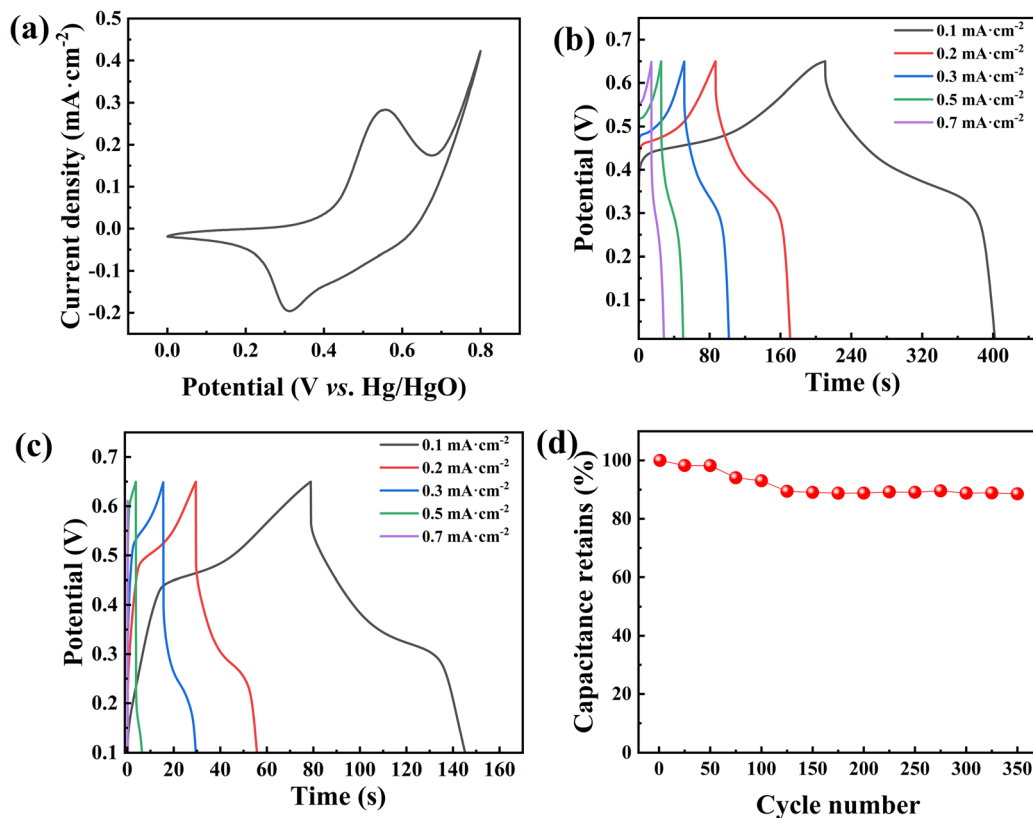 (a)
0.5
0.4
0.3
0.2
0.1
0.0
-0.1
-0.2
Current density (mA·cm-2)
0.0 0.2 0.4 0.6 0.8
Potential (V vs. Hg/HgO)
(b)
0.7
0.6
0.5
0.4
0.3
0.2
0.1
Potential (V)
0.1 mA·cm-2
0.2 mA·cm-2
0.3 mA·cm-2
0.5 mA·cm-2
0.7 mA·cm-2
0 80 160 240 320 400
Time (s)
(c)
0.7
0.6
0.5
0.4
0.3
0.2
0.1
Potential (V)
0.1 mA·cm-2
0.2 mA·cm-2
0.3 mA·cm-2
0.5 mA·cm-2
0.7 mA·cm-2
0 20 40 60 80 100 120 140 160
Time (s)
(d)
100
80
60
40
20
0
Capacitance retains (%)
0 50 100 150 200 250 300 350
Cycle number